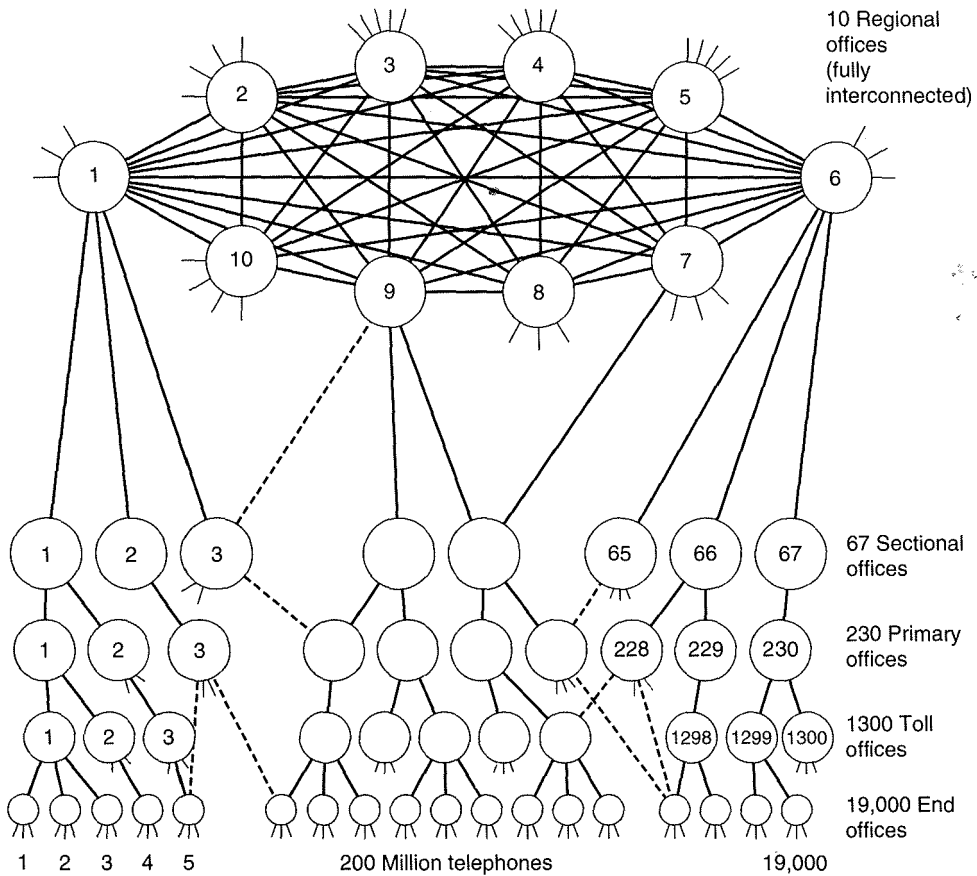 10 Regional
offices
(fully
interconnected)
3
4
2
5
1
6
10
7
9
8
1
2
3
65
66
67
67 Sectional
offices
1
2
3
228
229
230
230 Primary
offices
1
2
3
1298
1299
1300
1300 Toll
offices
19,000 End
offices
1 2 3 4 5 200 Million telephones 19,000